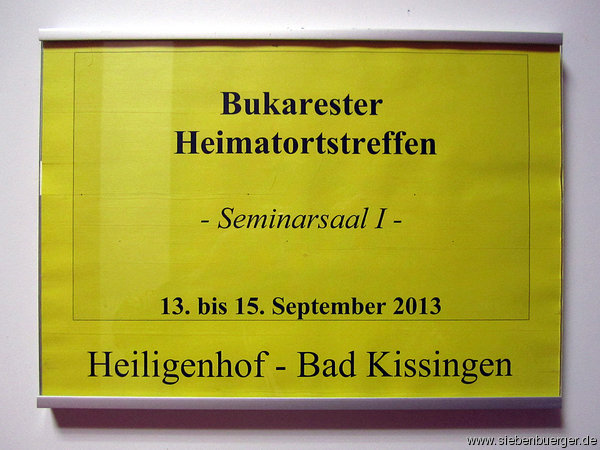 Bukarester
Heimatortstreffen
- Seminarsaal I -
13. bis 15. September 2013
Heiligenhof - Bad Kissingen
www.siebenbuerger.de